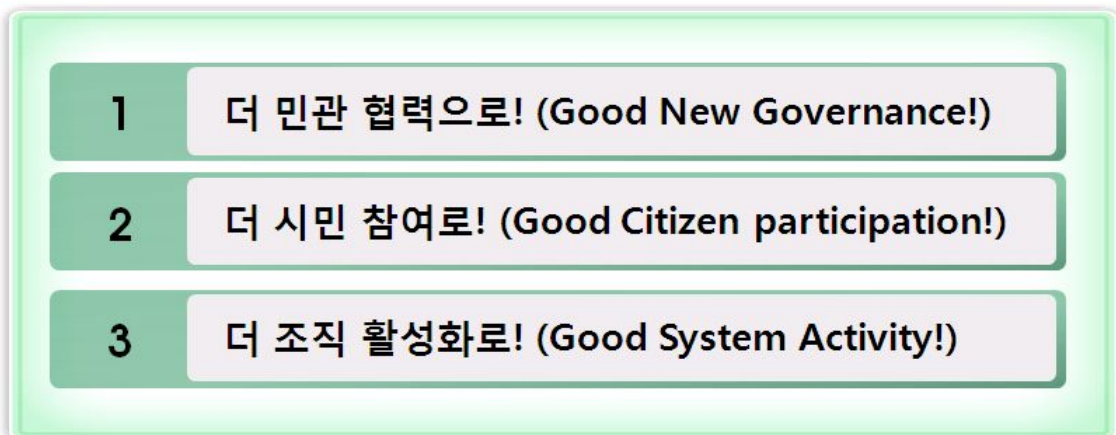 1 더 민관 협력으로! (Good New Governance!)
2 더 시민 참여로! (Good Citizen participation!)
3 더 조직 활성화로! (Good System Activity!)